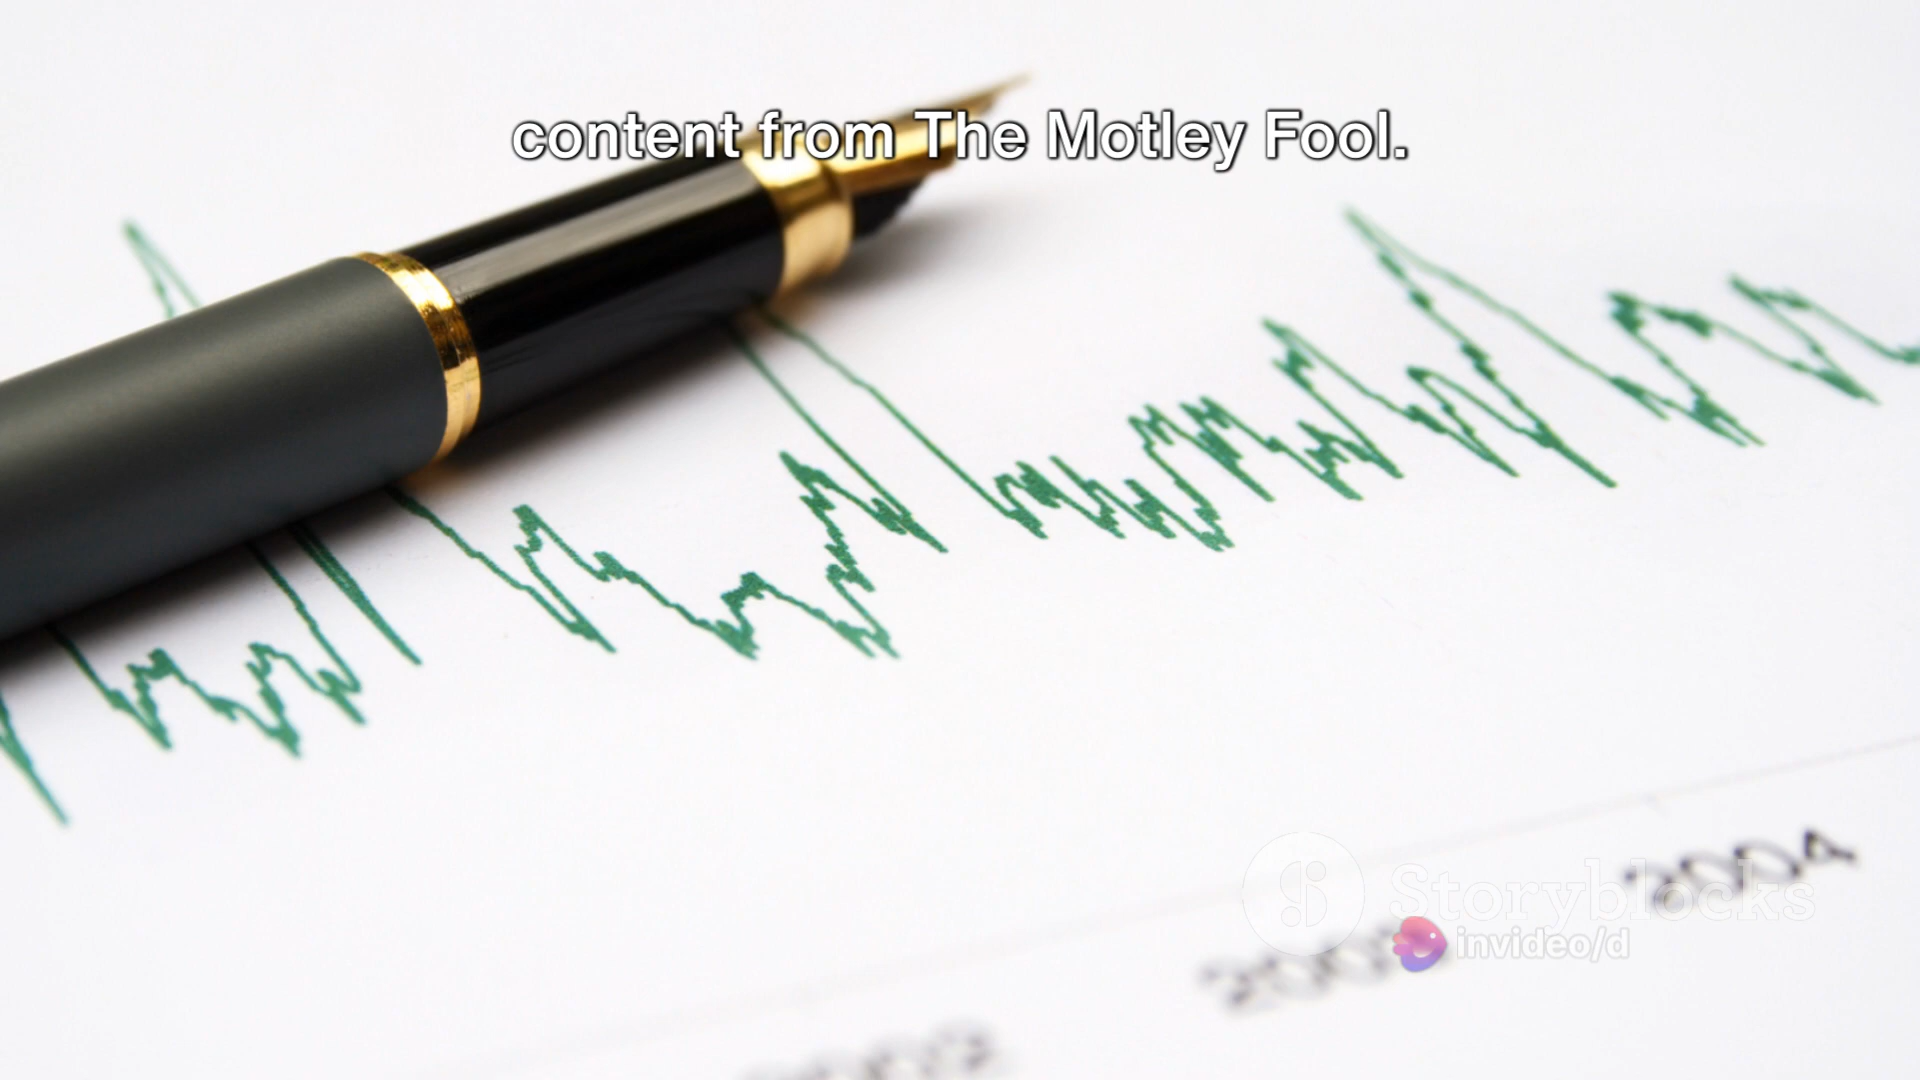 content from The Motley Fool.
Storyblocks
invideo/d
2004